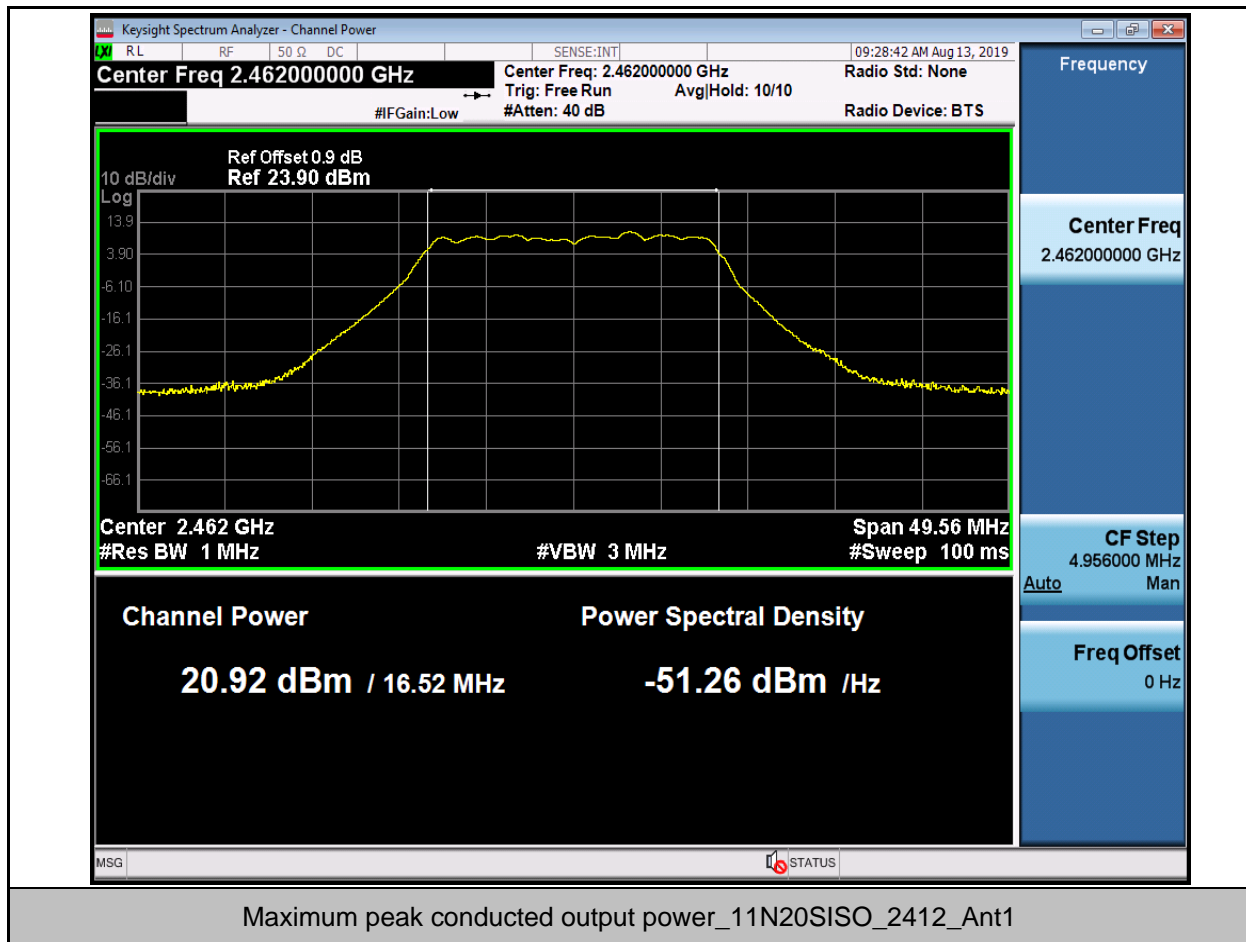 Keysight Spectrum Analyzer - Channel Power
LXI RL RF 50 Ω DC SENSE:INT 09:28:42 AM Aug 13, 2019
Center Freq 2.462000000 GHz
Center Freq: 2.462000000 GHz Radio Std: None
Trig: Free Run Avg|Hold: 10/10
#IFGain:Low #Atten: 40 dB Radio Device: BTS
Ref Offset 0.9 dB
10 dB/div Ref 23.90 dBm
Log
13.9
3.90
-6.10
-16.1
-26.1
-36.1
-46.1
-56.1
-66.1
Center 2.462 GHz Span 49.56 MHz
#Res BW 1 MHz #VBW 3 MHz #Sweep 100 ms
Channel Power Power Spectral Density
20.92 dBm / 16.52 MHz -51.26 dBm /Hz
Frequency
Center Freq
2.462000000 GHz
CF Step
4.956000 MHz
Auto Man
Freq Offset
0 Hz
MSG STATUS
Maximum peak conducted output power_11N20SISO_2412_Ant1